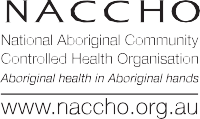 NACCHO
National Aboriginal Community
Controlled Health Organisation
Aboriginal health in Aboriginal hands
www.naccho.org.au